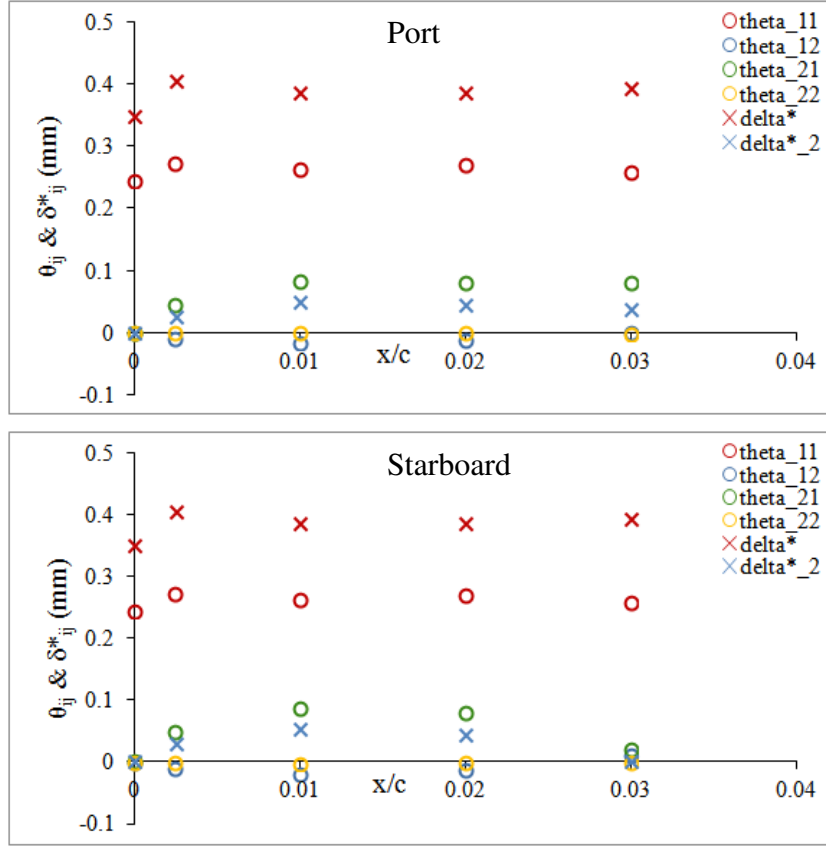 Port
0.5
0.4
0.3
0.2
0.1
0
-0.1
θij & δ*ij (mm)
0
0.01
0.02
0.03
0.04
x/c
theta_11
theta_12
theta_21
theta_22
delta*
delta*_2
Starboard
0.5
0.4
0.3
0.2
0.1
0
-0.1
θij & δ*ij (mm)
0
0.01
0.02
0.03
0.04
x/c
theta_11
theta_12
theta_21
theta_22
delta*
delta*_2